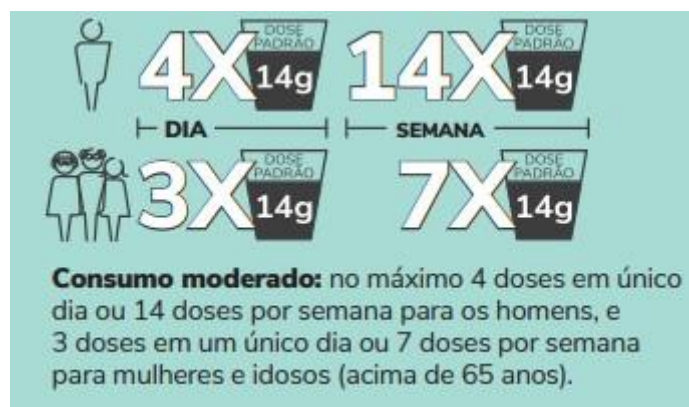 4X DOSE PADRÃO 14g 14X DOSE PADRÃO 14g
DIA SEMANA
3X DOSE PADRÃO 14g 7X DOSE PADRÃO 14g
Consumo moderado: no máximo 4 doses em único
dia ou 14 doses por semana para os homens, e
3 doses em um único dia ou 7 doses por semana
para mulheres e idosos (acima de 65 anos).